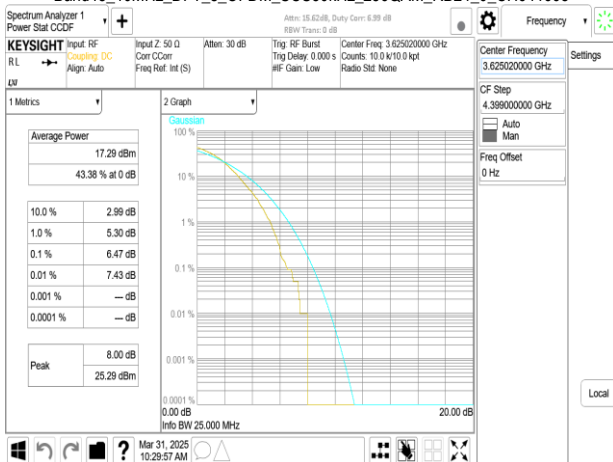 Spectrum Analyzer 1
Power Stat CCDF
Attn: 15.62dB, Duty Corr: 6.99 dB
RBW Trans: 0 dB
Frequency
KEYSIGHT
RL
LXI
Input: RF
Coupling: DC
Align: Auto
Input Z: 50 Ω
Corr CCorr
Freq Ref: Int (S)
Atten: 30 dB
Trig: RF Burst
Trig Delay: 0.000 s
#IF Gain: Low
Center Freq: 3.625020000 GHz
Counts: 10.0 k/10.0 kpt
Radio Std: None
Center Frequency
3.625020000 GHz
Settings
CF Step
4.399000000 GHz
Auto
Man
Freq Offset
0 Hz
1 Metrics
Average Power
17.29 dBm
43.38 % at 0 dB
10.0 % 2.99 dB
1.0 % 5.30 dB
0.1 % 6.47 dB
0.01 % 7.43 dB
0.001 % --- dB
0.0001 % --- dB
Peak
8.00 dB
25.29 dBm
2 Graph
Gaussian
100 %
10 %
1 %
0.1 %
0.01 %
0.001 %
0.0001 %
0.00 dB
20.00 dB
Info BW 25.000 MHz
Local
?
Mar 31, 2025
10:29:57 AM